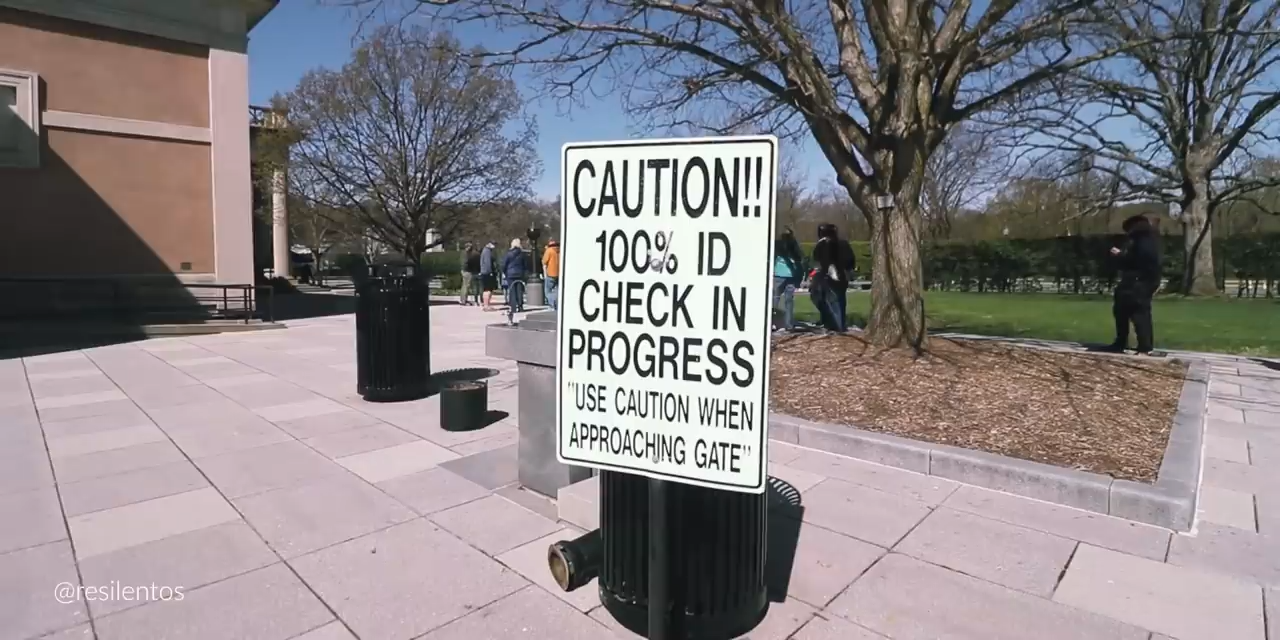 CAUTION!!
100% ID
CHECK IN
PROGRESS
"USE CAUTION WHEN
APPROACHING GATE"
@resilentos